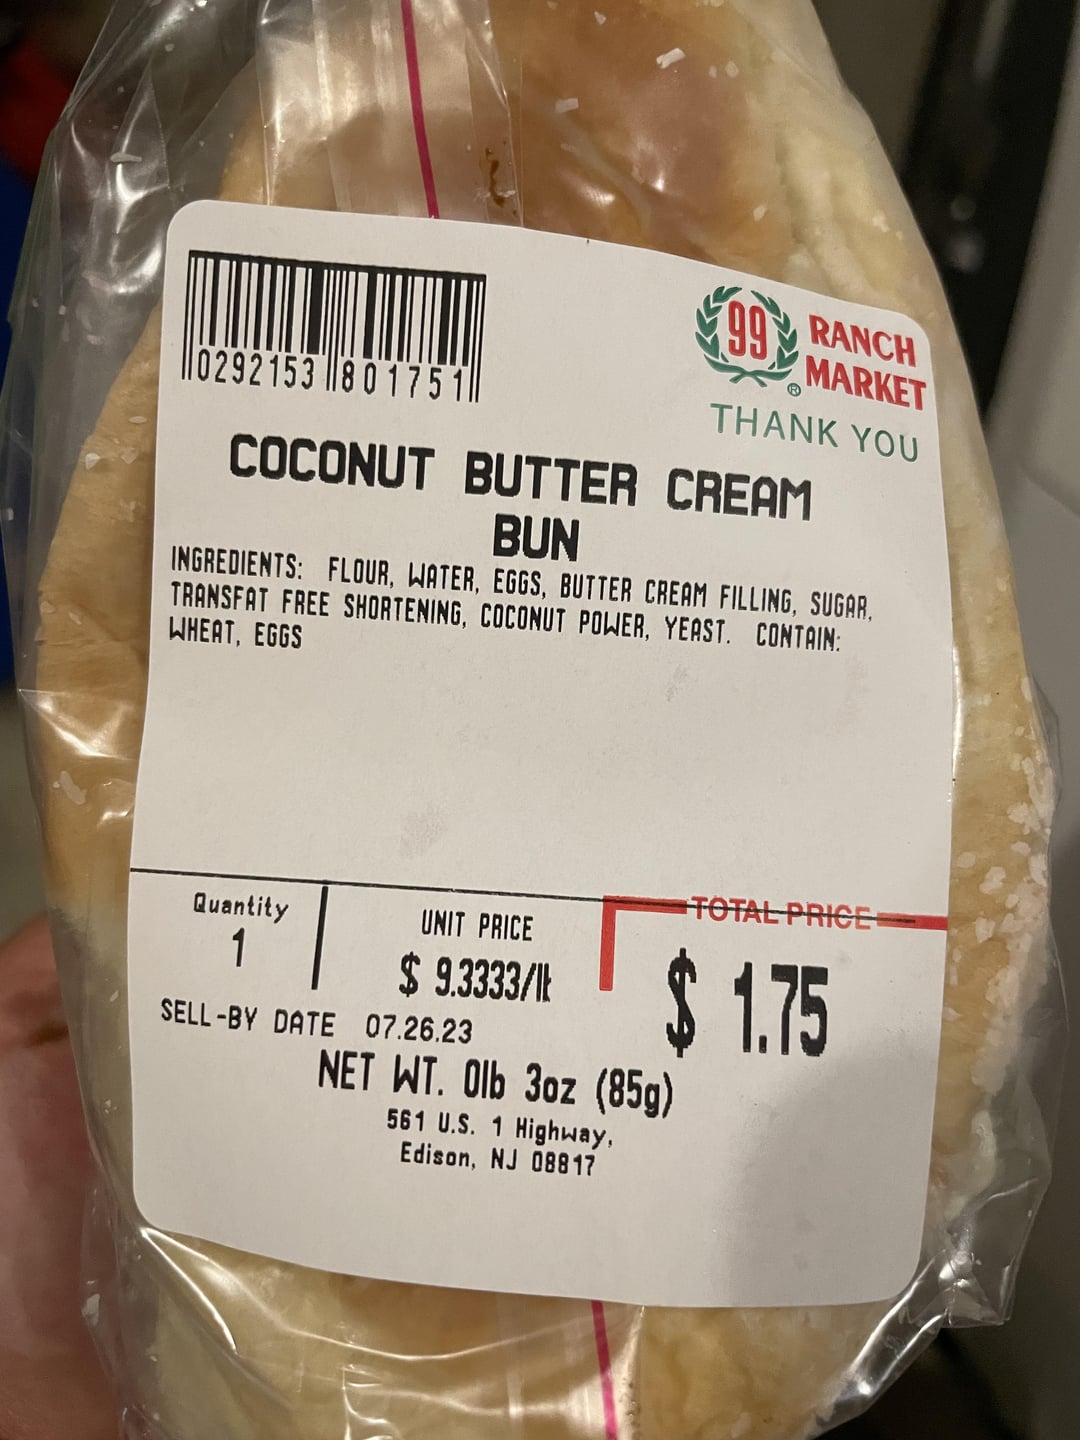 0292153 801751
99 RANCH
MARKET
®
THANK YOU
COCONUT BUTTER CREAM
BUN
INGREDIENTS: FLOUR, WATER, EGGS, BUTTER CREAM FILLING, SUGAR,
TRANSFAT FREE SHORTENING, COCONUT POWER, YEAST. CONTAIN:
WHEAT, EGGS
Quantity
1
UNIT PRICE
$ 9.3333/lb
TOTAL PRICE
$ 1.75
SELL-BY DATE 07.26.23
NET WT. 0lb 3oz (85g)
561 U.S. 1 Highway,
Edison, NJ 08817